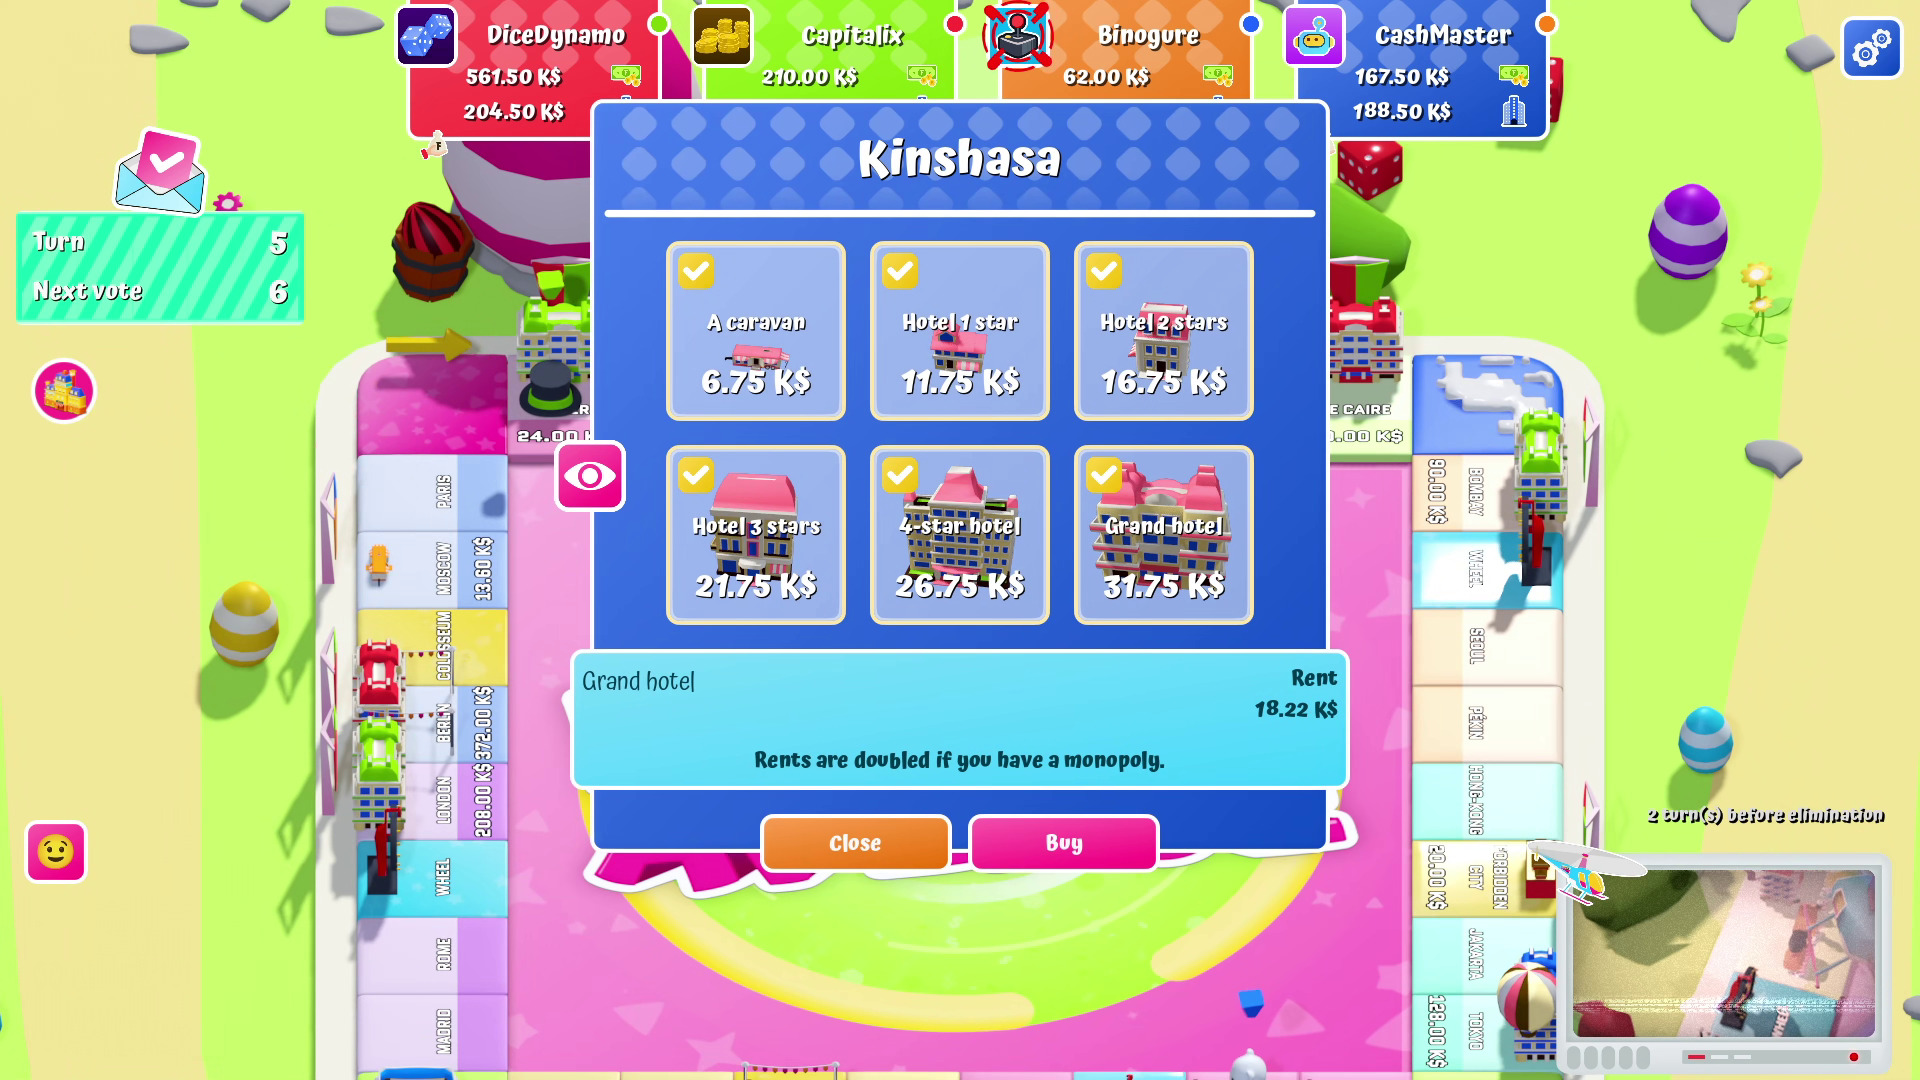 DiceDynamo
561.50 K$
204.50 K$
Capitalix
210.00 K$
Binogure
62.00 K$
CashMaster
167.50 K$
188.50 K$
Turn 5
Next vote 6
Kinshasa
A caravan
6.75 K$
Hotel 1 star
11.75 K$
Hotel 2 stars
16.75 K$
Hotel 3 stars
21.75 K$
4-star hotel
26.75 K$
Grand hotel
31.75 K$
Grand hotel
Rent
18.22 K$
Rents are doubled if you have a monopoly.
Close
Buy
24.00 K
E CAIRE
PARIS
MOSCOW
13.60 K$
COLOSSEUM
BERLIN
372.00 K$
LONDON
208.00 K$
WHEEL
ROME
MADRID
BOMBAY
90.00 K$
WHEEL
SEOUL
PÉKIN
HONG-KONG
FORBIDDEN
CITY
20.00 K$
JAKARTA
TOKYO
128.00 K$
2 turn(s) before elimination